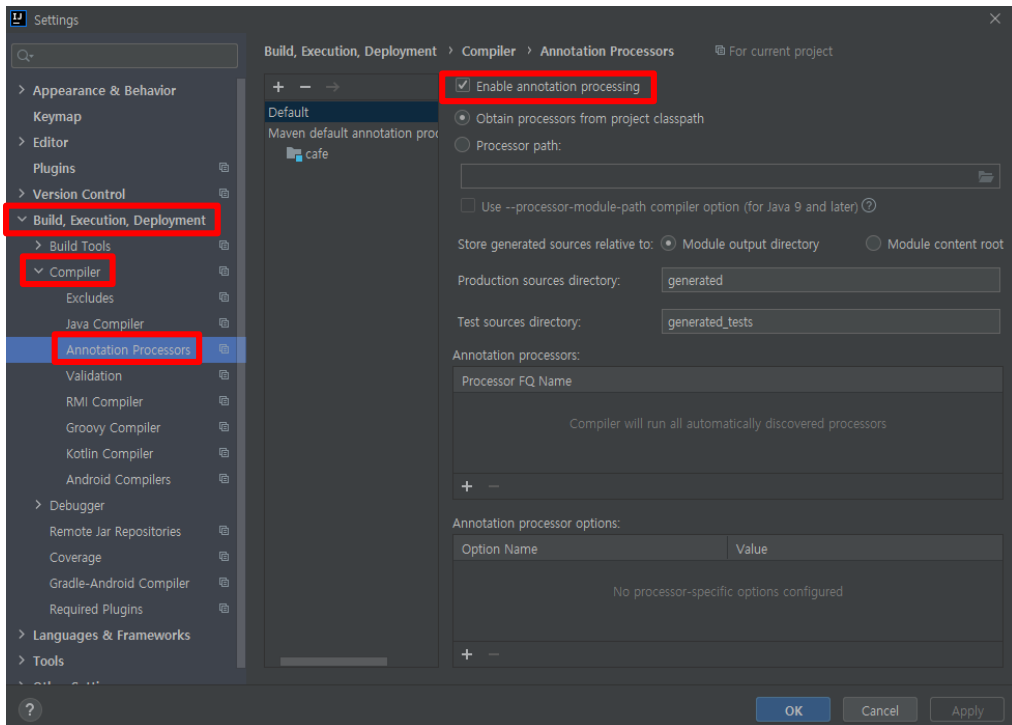 Settings
Appearance & Behavior
Keymap
Editor
Plugins
Version Control
Build, Execution, Deployment
Build Tools
Compiler
Excludes
Java Compiler
Annotation Processors
Validation
RMI Compiler
Groovy Compiler
Kotlin Compiler
Android Compilers
Debugger
Remote Jar Repositories
Coverage
Gradle-Android Compiler
Required Plugins
Languages & Frameworks
Tools
Build, Execution, Deployment › Compiler › Annotation Processors
For current project
Default
Maven default annotation proc
cafe
Enable annotation processing
Obtain processors from project classpath
Processor path:
Use --processor-module-path compiler option (for Java 9 and later)
Store generated sources relative to: Module output directory Module content root
Production sources directory: generated
Test sources directory: generated_tests
Annotation processors:
Processor FQ Name
Compiler will run all automatically discovered processors
Annotation processor options:
Option Name Value
No processor-specific options configured
? OK Cancel Apply